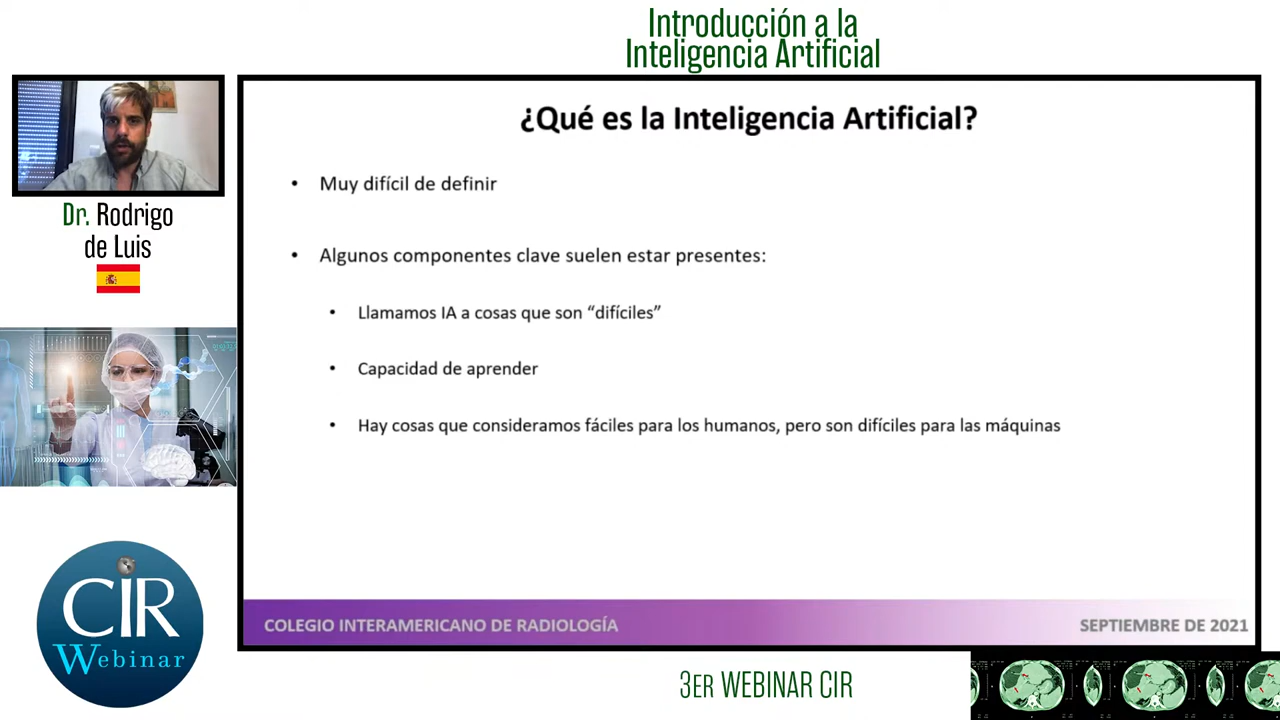 Introducción a la
Inteligencia Artificial
Dr. Rodrigo
de Luis
¿Qué es la Inteligencia Artificial?
• Muy difícil de definir
• Algunos componentes clave suelen estar presentes:
• Llamamos IA a cosas que son “difíciles”
• Capacidad de aprender
• Hay cosas que consideramos fáciles para los humanos, pero son difíciles para las máquinas
COLEGIO INTERAMERICANO DE RADIOLOGÍA
SEPTIEMBRE DE 2021
CIR
Webinar
3ER WEBINAR CIR